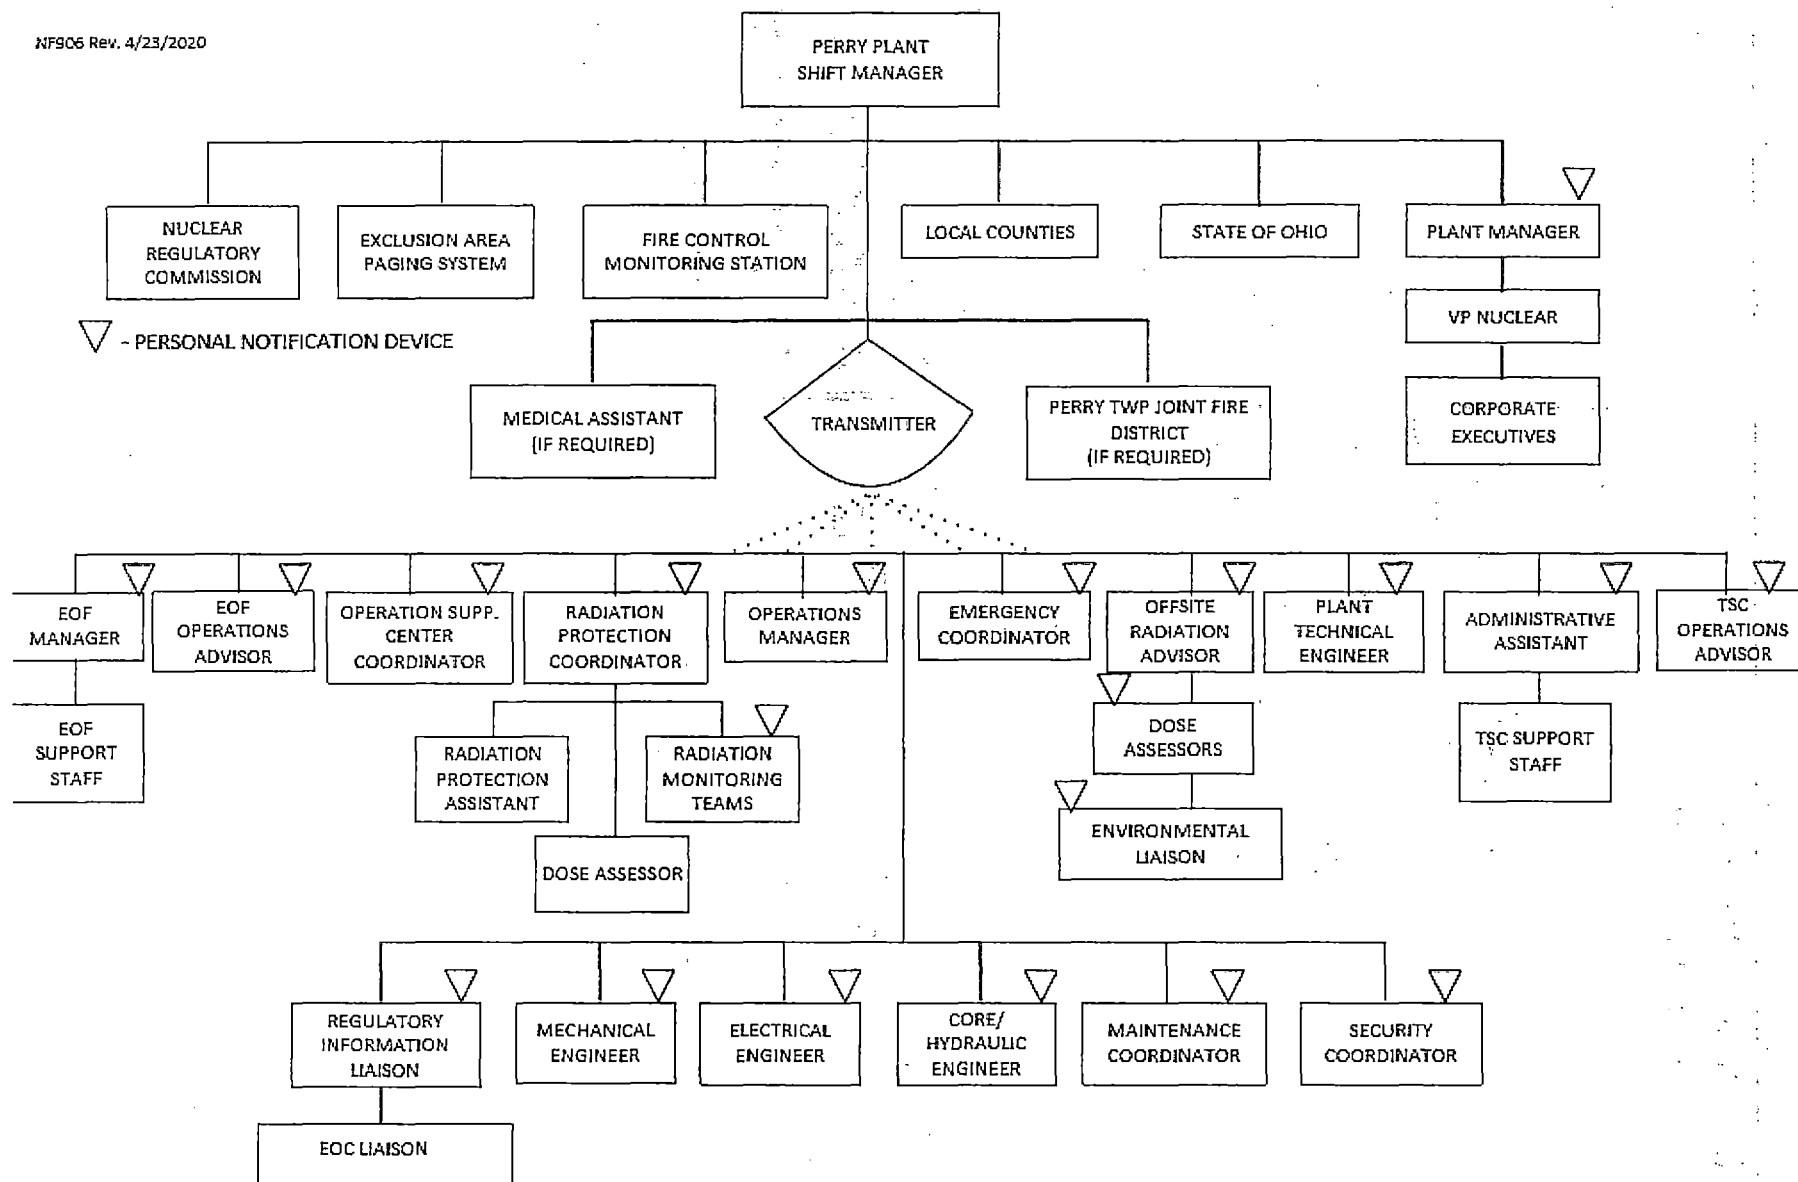 NF906 Rev. 4/23/2020
PERRY PLANT
SHIFT MANAGER
NUCLEAR
REGULATORY
COMMISSION
EXCLUSION AREA
PAGING SYSTEM
FIRE CONTROL
MONITORING STATION
LOCAL COUNTIES
STATE OF OHIO
PLANT MANAGER
VP NUCLEAR
CORPORATE
EXECUTIVES
- PERSONAL NOTIFICATION DEVICE
MEDICAL ASSISTANT
(IF REQUIRED)
TRANSMITTER
PERRY TWP JOINT FIRE
DISTRICT
(IF REQUIRED)
EOF
MANAGER
EOF
OPERATIONS
ADVISOR
OPERATION SUPP.
CENTER
COORDINATOR
RADIATION
PROTECTION
COORDINATOR
OPERATIONS
MANAGER
EMERGENCY
COORDINATOR
OFFSITE
RADIATION
ADVISOR
PLANT
TECHNICAL
ENGINEER
ADMINISTRATIVE
ASSISTANT
TSC
OPERATIONS
ADVISOR
EOF
SUPPORT
STAFF
RADIATION
PROTECTION
ASSISTANT
RADIATION
MONITORING
TEAMS
DOSE
ASSESSORS
TSC SUPPORT
STAFF
DOSE ASSESSOR
ENVIRONMENTAL
LIAISON
REGULATORY
INFORMATION
LIAISON
MECHANICAL
ENGINEER
ELECTRICAL
ENGINEER
CORE/
HYDRAULIC
ENGINEER
MAINTENANCE
COORDINATOR
SECURITY
COORDINATOR
EOC LIAISON